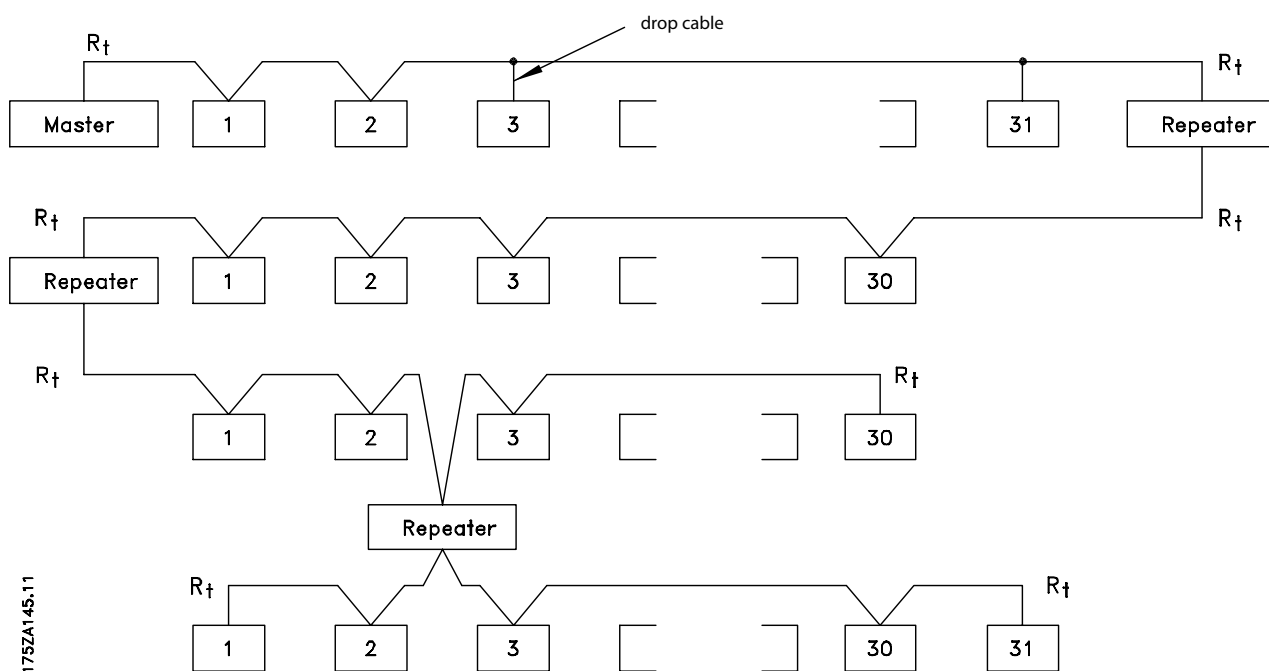 drop cable
Rt Rt
Master 1 2 3 31 Repeater
Rt Rt
Repeater 1 2 3 30
Rt Rt
1 2 3 30
Repeater
Rt Rt
1 2 3 30 31
175ZA145.11